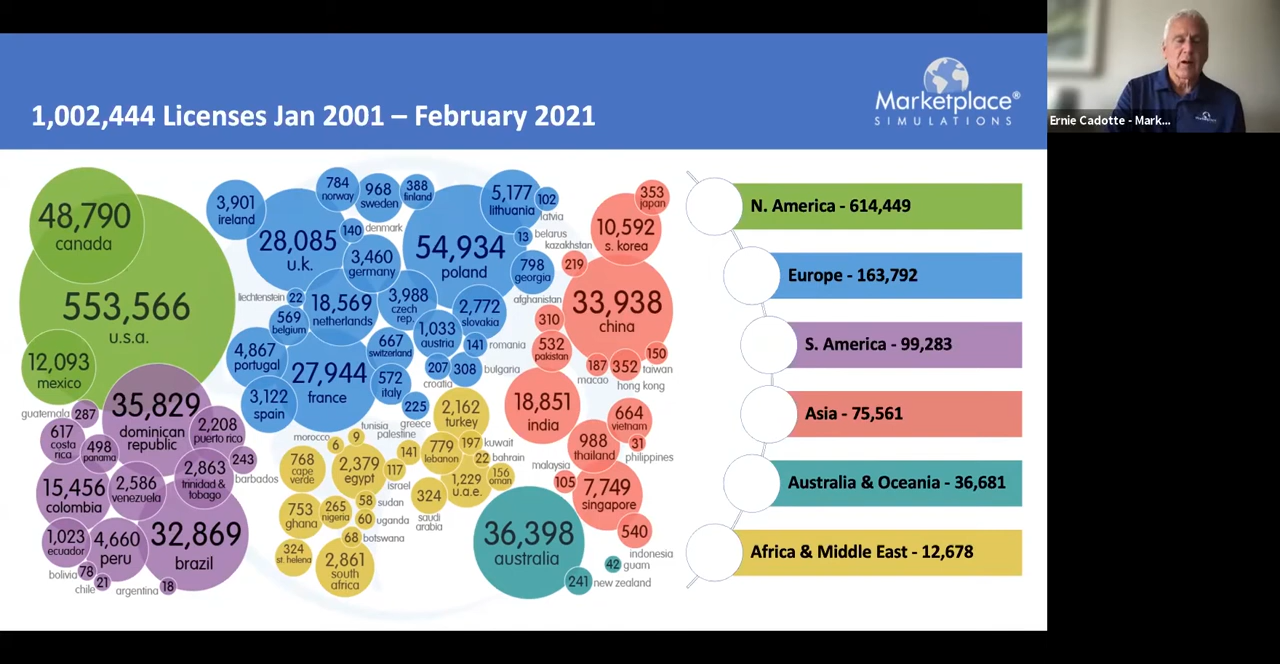 1,002,444 Licenses Jan 2001 – February 2021
Marketplace®
SIMULATIONS
Ernie Cadotte - Mark...
Marketplace
48,790
canada
553,566
u.s.a.
12,093
mexico
3,901
ireland
28,085
u.k.
784
norway
968
sweden
388
finland
140
denmark
3,460
germany
54,934
poland
5,177
lithuania
102
latvia
13
belarus
kazakhstan
219
798
georgia
liechtenstein
22
18,569
netherlands
3,988
czech
rep.
2,772
slovakia
569
belgium
1,033
austria
141
romania
667
switzerland
4,867
portugal
27,944
france
572
italy
207
croatia
308
bulgaria
3,122
spain
225
greece
353
japan
10,592
s. korea
33,938
china
afghanistan
310
532
pakistan
187
macao
352
hong kong
150
taiwan
18,851
india
664
vietnam
988
thailand
31
philippines
malaysia
105
7,749
singapore
540
indonesia
guatemala
287
35,829
dominican
republic
2,208
puerto rico
617
costa
rica
498
panama
243
barbados
2,863
trinidad &
tobago
2,586
venezuela
15,456
colombia
1,023
ecuador
4,660
peru
32,869
brazil
bolivia
78
chile
21
argentina
18
morocco
6
tunisia
9
palestine
141
2,162
turkey
779
lebanon
197
kuwait
22
bahrain
156
oman
1,229
u.a.e.
324
saudi
arabia
768
cape
verde
2,379
egypt
117
israel
753
ghana
265
nigeria
58
sudan
60
uganda
68
botswana
324
st. helena
2,861
south
africa
36,398
australia
42
guam
241
new zealand
N. America - 614,449
Europe - 163,792
S. America - 99,283
Asia - 75,561
Australia & Oceania - 36,681
Africa & Middle East - 12,678